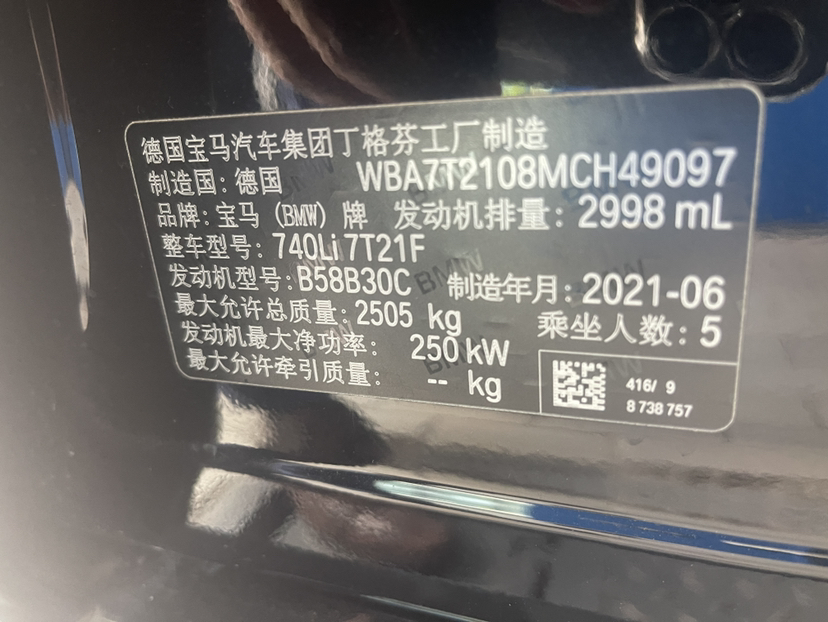 德国宝马汽车集团丁格芬工厂制造
制造国: 德国 WBA7T2108MCH49097
品牌: 宝马 (BMW) 牌 发动机排量: 2998 mL
整车型号: 740Li 7T21F
发动机型号: B58B30C 制造年月: 2021-06
最大允许总质量: 2505 kg 乘坐人数: 5
发动机最大净功率: 250 kW
最大允许牵引质量: -- kg
416/ 9
8 738 757